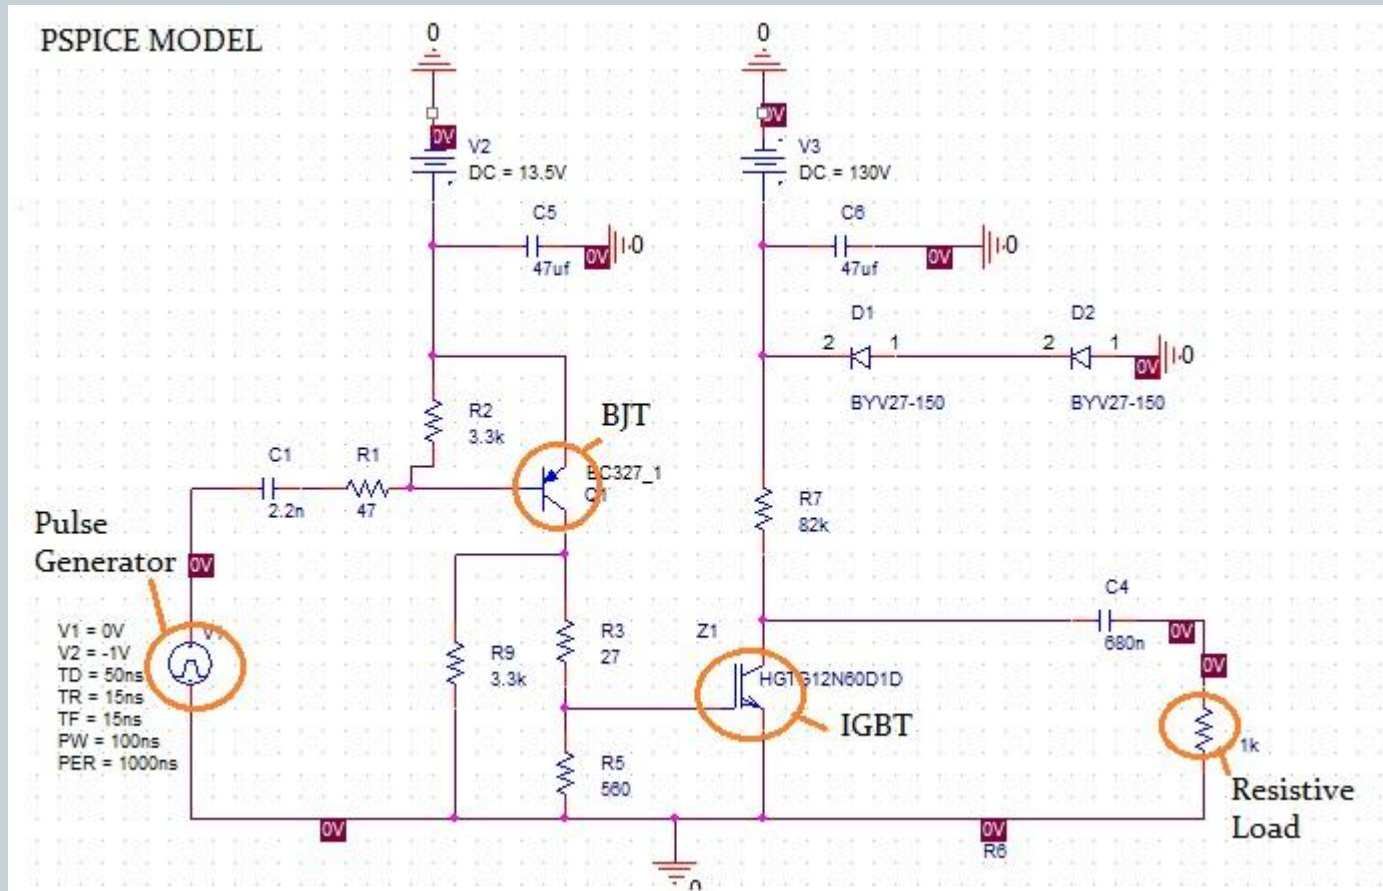 PSPICE MODEL
0
0
0V
0V
V2
DC = 13.5V
V3
DC = 130V
C5
0
0V
47uf
C6
0
0V
47uf
D1
D2
2
1
2
1
0
0V
BYV27-150
BYV27-150
R2
3.3k
BJT
C1
R1
BC327_1
Q1
2.2n
47
R7
82k
Pulse
Generator
0V
C4
680n
0V
0V
V1 = 0V
V2 = -1V
TD = 50ns
TR = 15ns
TF = 15ns
PW = 100ns
PER = 1000ns
V1
R9
3.3k
R3
27
Z1
HGTG12N60D1D
IGBT
1k
R5
560
Resistive
Load
0V
0V
R6
0